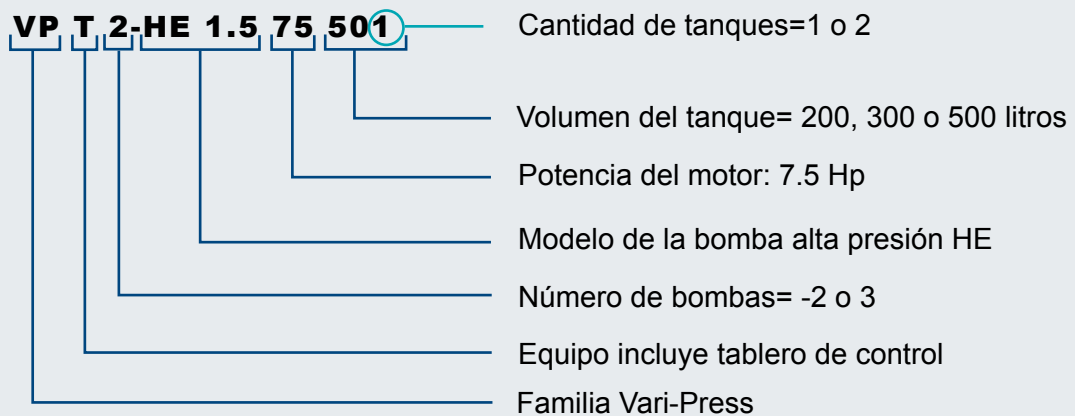 VP T 2-HE 1.5 75 501
Cantidad de tanques=1 o 2
Volumen del tanque= 200, 300 o 500 litros
Potencia del motor: 7.5 Hp
Modelo de la bomba alta presión HE
Número de bombas= -2 o 3
Equipo incluye tablero de control
Familia Vari-Press